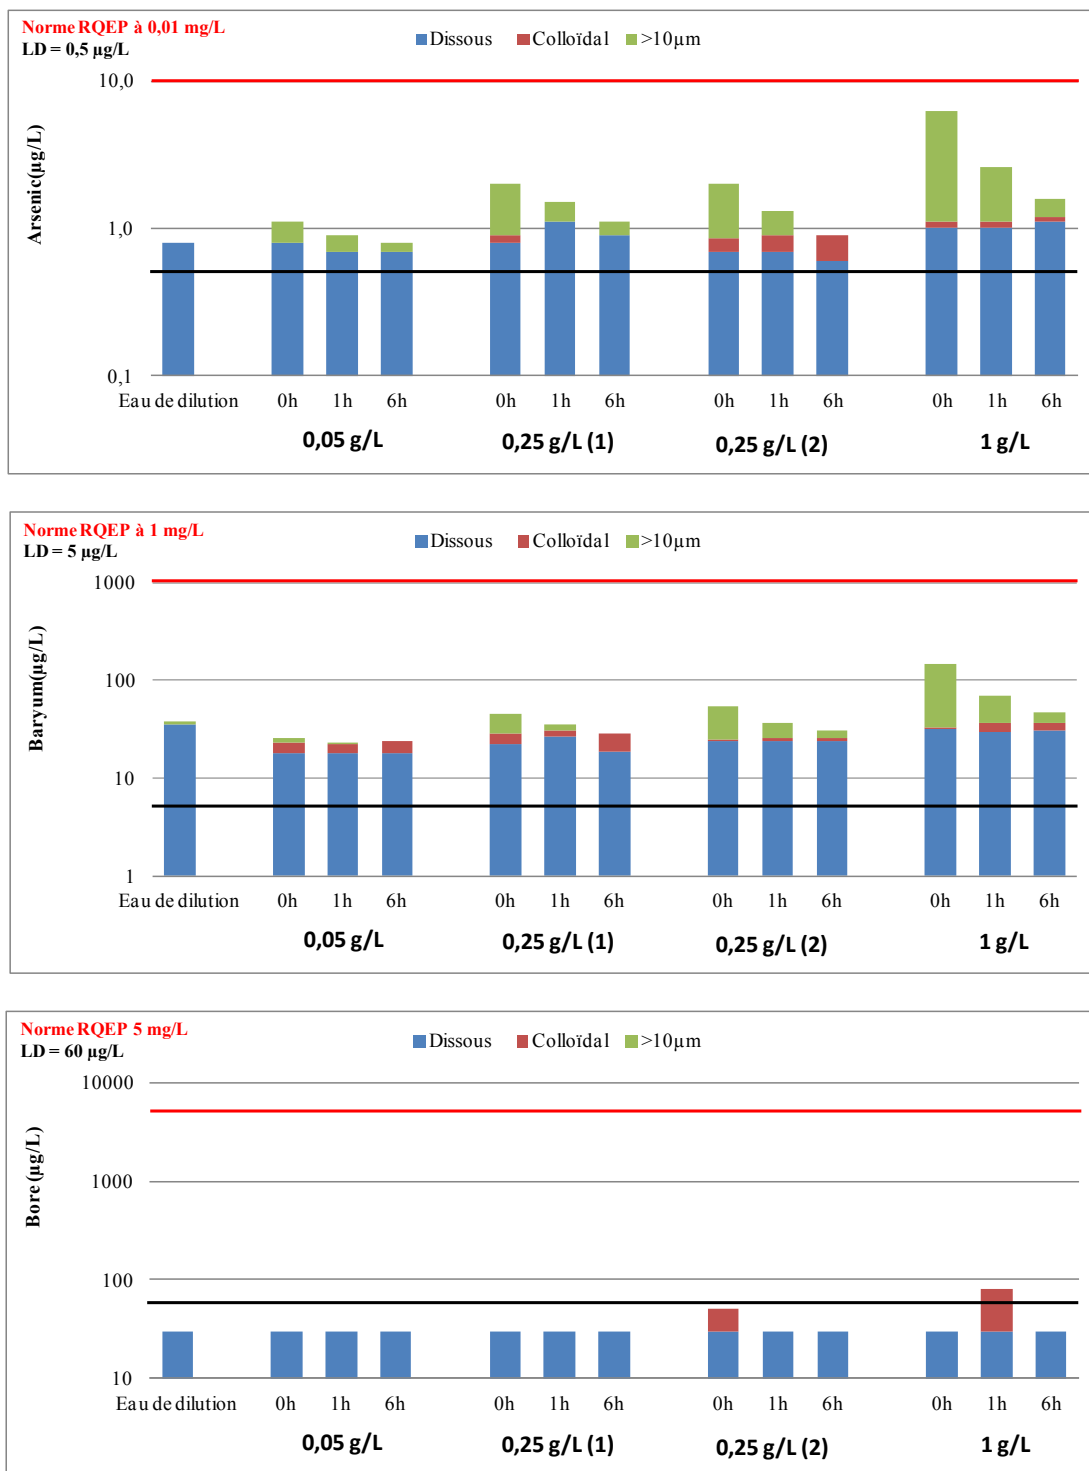 Norme RQEP à 0,01 mg/L
LD = 0,5 µg/L
Dissous Colloïdal >10µm
Arsenic(µg/L)
10,0
1,0
0,1
Eau de dilution 0h 1h 6h 0h 1h 6h 0h 1h 6h 0h 1h 6h
0,05 g/L 0,25 g/L (1) 0,25 g/L (2) 1 g/L
Norme RQEP à 1 mg/L
LD = 5 µg/L
Dissous Colloïdal >10µm
Baryum(µg/L)
1000
100
10
1
Eau de dilution 0h 1h 6h 0h 1h 6h 0h 1h 6h 0h 1h 6h
0,05 g/L 0,25 g/L (1) 0,25 g/L (2) 1 g/L
Norme RQEP 5 mg/L
LD = 60 µg/L
Dissous Colloïdal >10µm
Bore (µg/L)
10000
1000
100
10
Eau de dilution 0h 1h 6h 0h 1h 6h 0h 1h 6h 0h 1h 6h
0,05 g/L 0,25 g/L (1) 0,25 g/L (2) 1 g/L